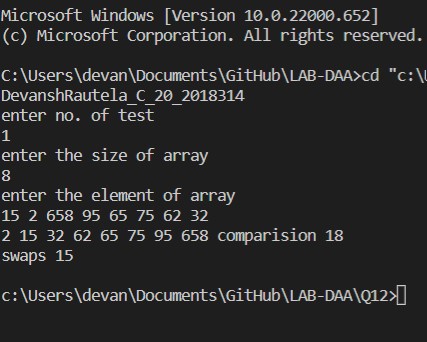 Microsoft Windows [Version 10.0.22000.652]
(c) Microsoft Corporation. All rights reserved.
C:\Users\devan\Documents\GitHub\LAB-DAA>cd "c:\
DevanshRautela_C_20_2018314
enter no. of test
1
enter the size of array
8
enter the element of array
15 2 658 95 65 75 62 32
2 15 32 62 65 75 95 658 comparision 18
swaps 15
c:\Users\devan\Documents\GitHub\LAB-DAA\Q12>